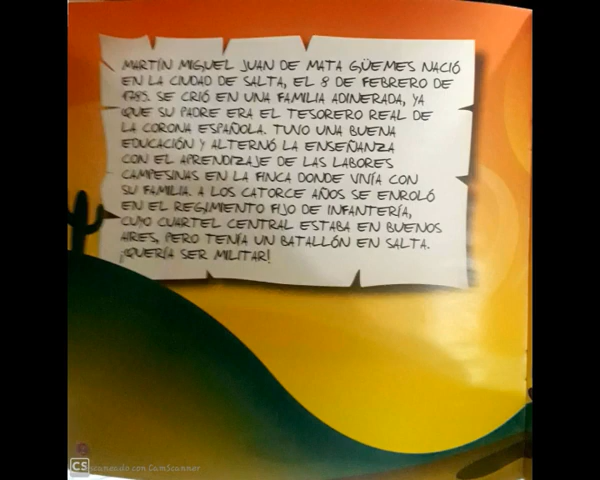 MARTÍN MIGUEL JUAN DE MATA GÜEMES NACIÓ
EN LA CIUDAD DE SALTA, EL 8 DE FEBRERO DE
1785. SE CRIÓ EN UNA FAMILIA ADINERADA, YA
QUE SU PADRE ERA EL TESORERO REAL DE
LA CORONA ESPAÑOLA. TUVO UNA BUENA
EDUCACIÓN Y ALTERNÓ LA ENSEÑANZA
CON EL APRENDIZAJE DE LAS LABORES
CAMPESINAS EN LA FINCA DONDE VIVÍA CON
SU FAMILIA. A LOS CATORCE AÑOS SE ENROLÓ
EN EL REGIMIENTO FIJO DE INFANTERÍA,
CUYO CUARTEL CENTRAL ESTABA EN BUENOS
AIRES, PERO TENÍA UN BATALLÓN EN SALTA.
¡QUERÍA SER MILITAR!
CS Escaneado con CamScanner